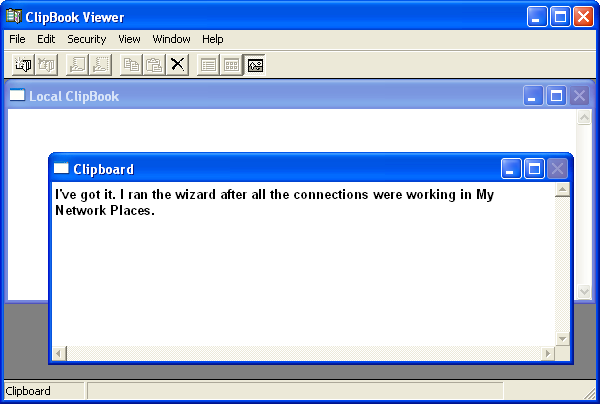 ClipBook Viewer
File Edit Security View Window Help
Local ClipBook
Clipboard
I've got it. I ran the wizard after all the connections were working in My
Network Places.
Clipboard